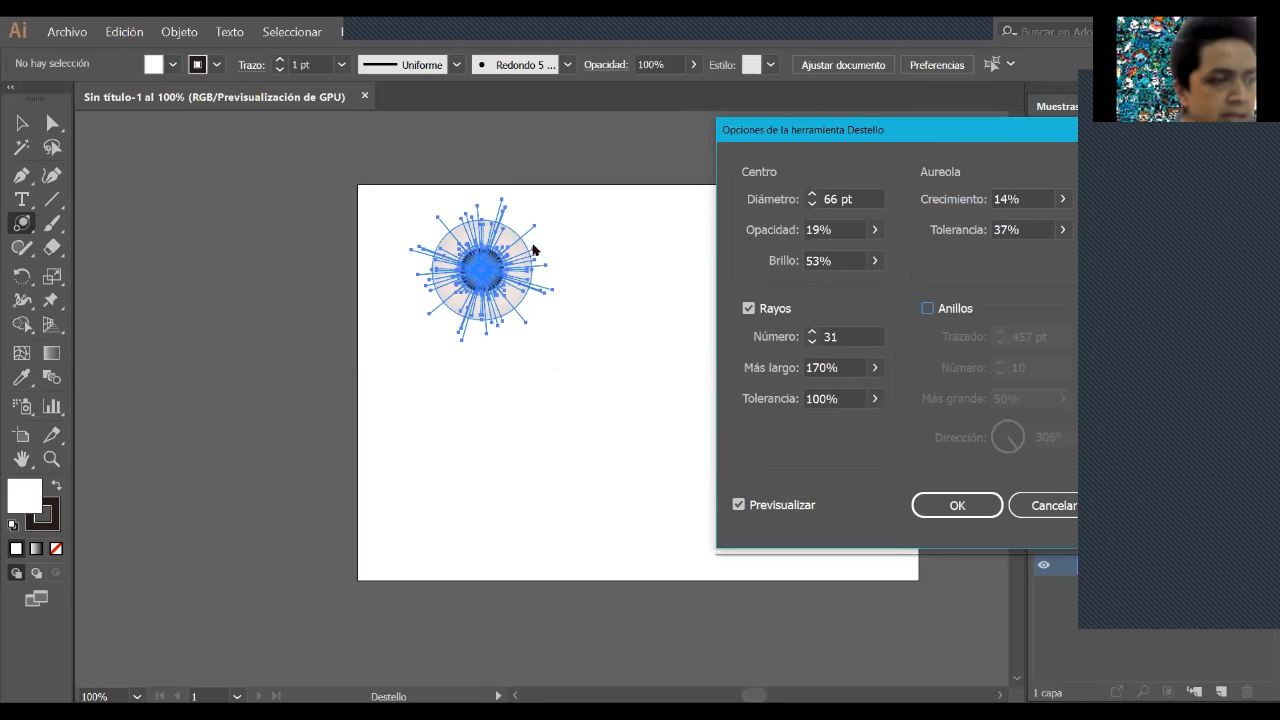 Ai Archivo Edición Objeto Texto Seleccionar Buscar en Ado
No hay selección Trazo: 1 pt Uniforme Redondo 5 ... Opacidad: 100% Estilo: Ajustar documento Preferencias
Sin título-1 al 100% (RGB/Previsualización de GPU)
Muestras
Opciones de la herramienta Destello
Centro Aureola
Diámetro: 66 pt Crecimiento: 14%
Opacidad: 19% Tolerancia: 37%
Brillo: 53%
Rayos Anillos
Número: 31 Trazado: 457 pt
Más largo: 170% Número: 10
Tolerancia: 100% Más grande: 50%
Dirección: 306°
Previsualizar OK Cancelar
100% 1 Destello 1 capa